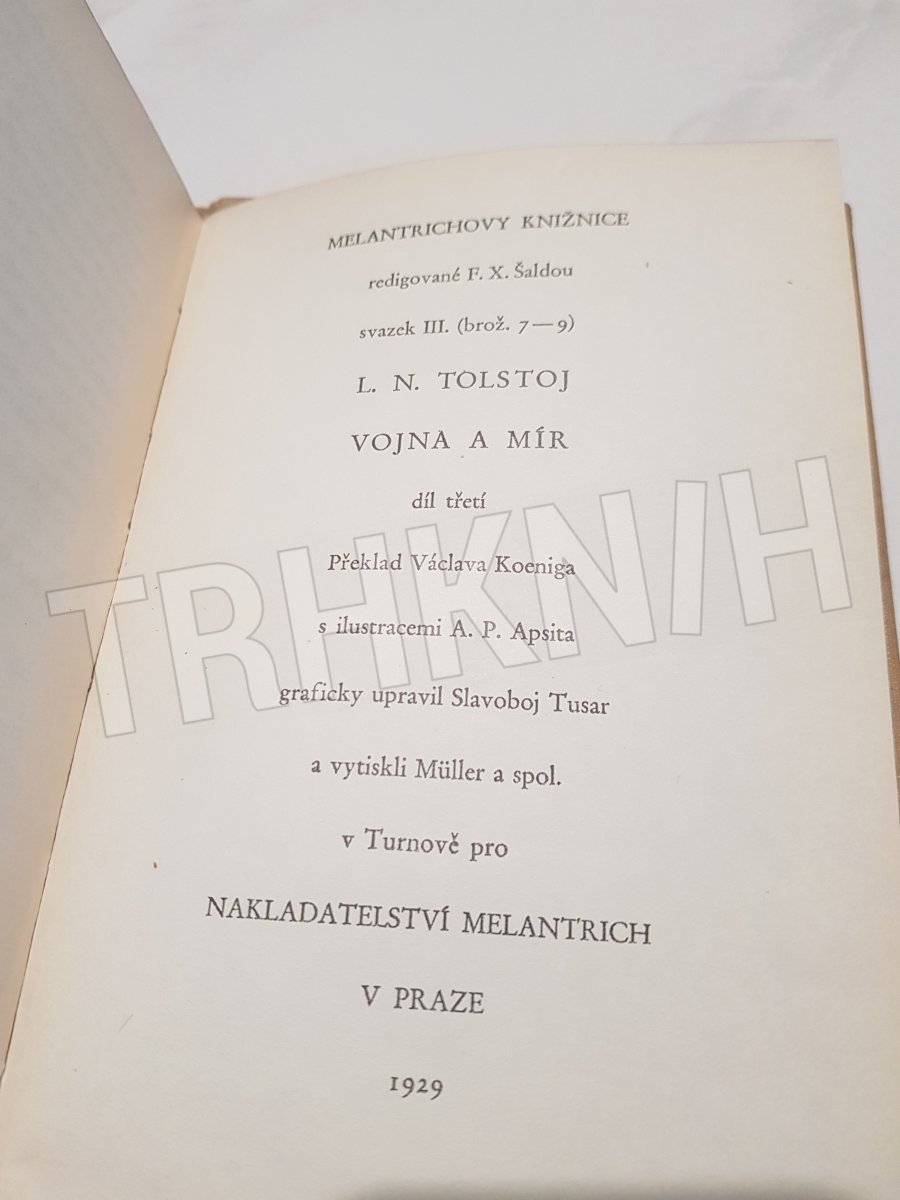 MELANTRICHOVY KNIŽNICE
redigované F. X. Šaldou
svazek III. (brož. 7—9)
L. N. TOLSTOJ
VOJNA A MÍR
díl třetí
Překlad Václava Koeniga
s ilustracemi A. P. Apsita
graficky upravil Slavoboj Tusar
a vytiskli Müller a spol.
v Turnově pro
NAKLADATELSTVÍ MELANTRICH
V PRAZE
1929
TRHKNIH